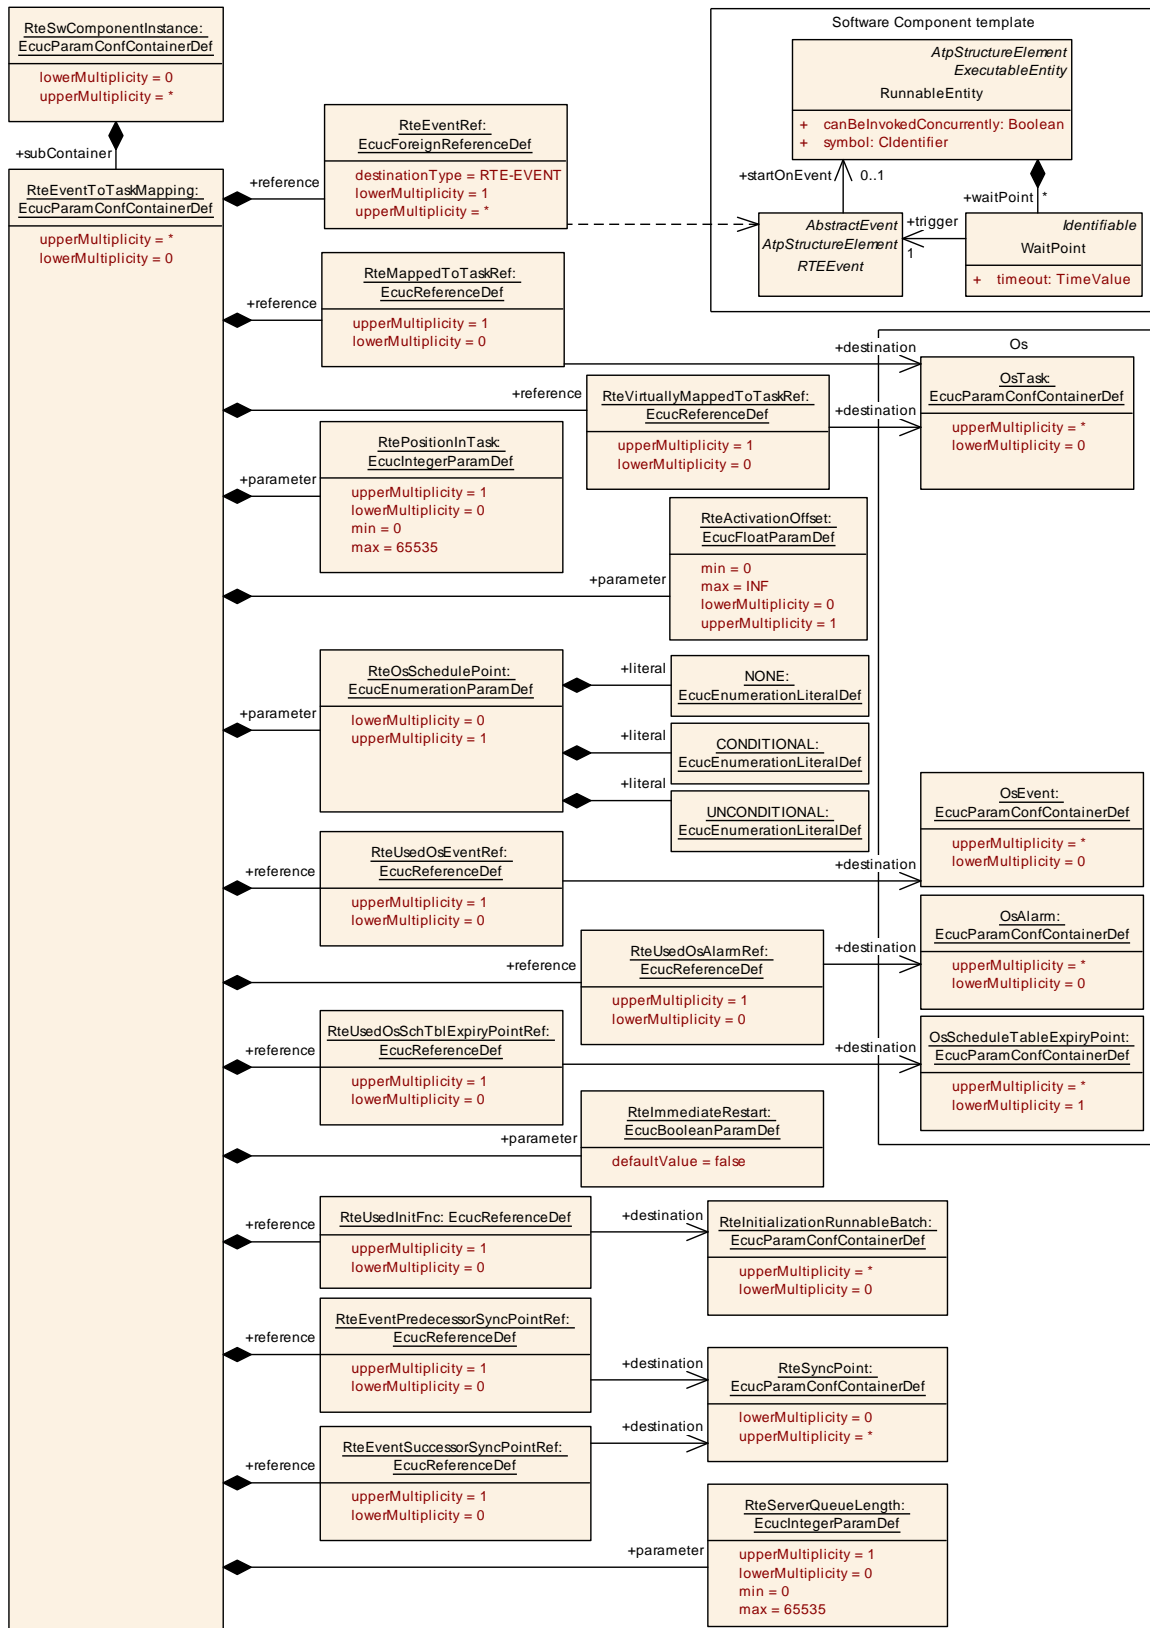 RteSwComponentInstance:
EcucParamConfContainerDef
lowerMultiplicity = 0
upperMultiplicity = *
+subContainer
RteEventToTaskMapping:
EcucParamConfContainerDef
upperMultiplicity = *
lowerMultiplicity = 0
Software Component template
AtpStructureElement
ExecutableEntity
RunnableEntity
+ canBeInvokedConcurrently: Boolean
+ symbol: CIdentifier
+startOnEvent
0..1
+waitPoint
*
AbstractEvent
AtpStructureElement
RTEEvent
+trigger
1
Identifiable
WaitPoint
+ timeout: TimeValue
+reference
RteEventRef:
EcucForeignReferenceDef
destinationType = RTE-EVENT
lowerMultiplicity = 1
upperMultiplicity = *
+reference
RteMappedToTaskRef:
EcucReferenceDef
upperMultiplicity = 1
lowerMultiplicity = 0
+destination
Os
OsTask:
EcucParamConfContainerDef
upperMultiplicity = *
lowerMultiplicity = 0
+reference
RteVirtuallyMappedToTaskRef:
EcucReferenceDef
upperMultiplicity = 1
lowerMultiplicity = 0
+destination
+parameter
RtePositionInTask:
EcucIntegerParamDef
upperMultiplicity = 1
lowerMultiplicity = 0
min = 0
max = 65535
+parameter
RteActivationOffset:
EcucFloatParamDef
min = 0
max = INF
lowerMultiplicity = 0
upperMultiplicity = 1
+parameter
RteOsSchedulePoint:
EcucEnumerationParamDef
lowerMultiplicity = 0
upperMultiplicity = 1
+literal
NONE:
EcucEnumerationLiteralDef
+literal
CONDITIONAL:
EcucEnumerationLiteralDef
+literal
UNCONDITIONAL:
EcucEnumerationLiteralDef
+reference
RteUsedOsEventRef:
EcucReferenceDef
upperMultiplicity = 1
lowerMultiplicity = 0
+destination
OsEvent:
EcucParamConfContainerDef
upperMultiplicity = *
lowerMultiplicity = 0
+reference
RteUsedOsAlarmRef:
EcucReferenceDef
upperMultiplicity = 1
lowerMultiplicity = 0
+destination
OsAlarm:
EcucParamConfContainerDef
upperMultiplicity = *
lowerMultiplicity = 0
+reference
RteUsedOsSchTblExpiryPointRef:
EcucReferenceDef
upperMultiplicity = 1
lowerMultiplicity = 0
+destination
OsScheduleTableExpiryPoint:
EcucParamConfContainerDef
upperMultiplicity = *
lowerMultiplicity = 1
+parameter
RteImmediateRestart:
EcucBooleanParamDef
defaultValue = false
+reference
RteUsedInitFnc: EcucReferenceDef
upperMultiplicity = 1
lowerMultiplicity = 0
+destination
RteInitializationRunnableBatch:
EcucParamConfContainerDef
upperMultiplicity = *
lowerMultiplicity = 0
+reference
RteEventPredecessorSyncPointRef:
EcucReferenceDef
upperMultiplicity = 1
lowerMultiplicity = 0
+destination
RteSyncPoint:
EcucParamConfContainerDef
lowerMultiplicity = 0
upperMultiplicity = *
+reference
RteEventSuccessorSyncPointRef:
EcucReferenceDef
upperMultiplicity = 1
lowerMultiplicity = 0
+destination
+parameter
RteServerQueueLength:
EcucIntegerParamDef
upperMultiplicity = 1
lowerMultiplicity = 0
min = 0
max = 65535